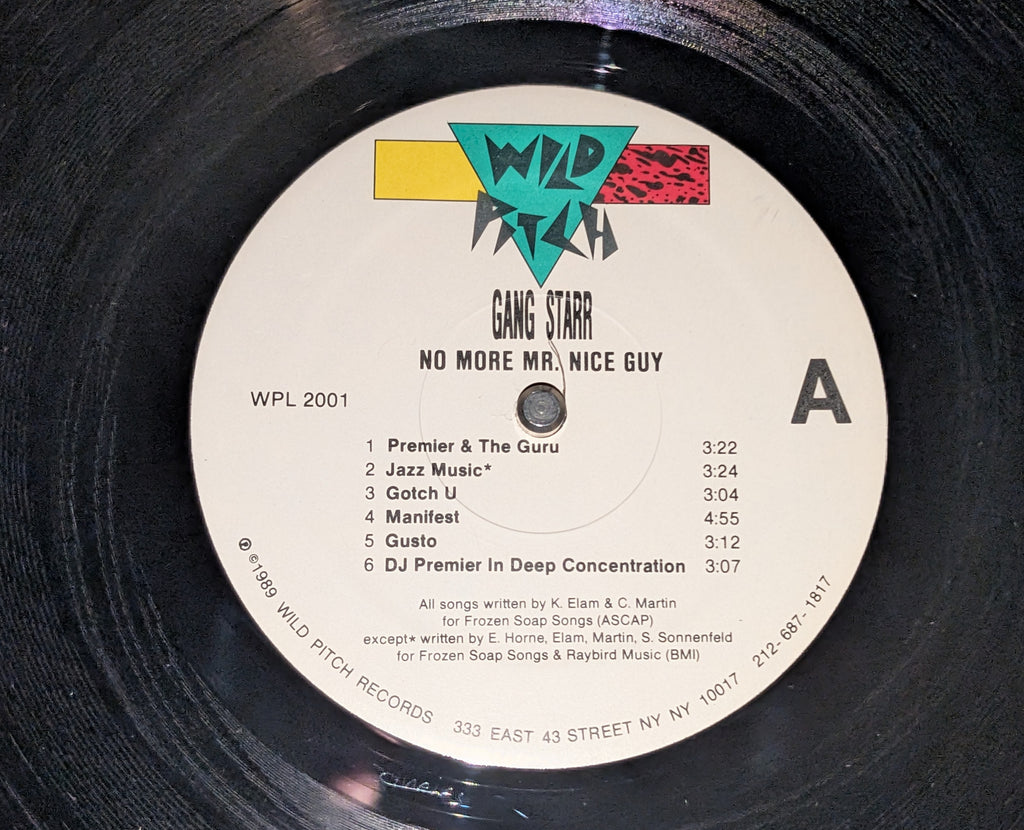 WILD
PITCH
GANG STARR
NO MORE MR. NICE GUY
WPL 2001
A
1 Premier & The Guru 3:22
2 Jazz Music* 3:24
3 Gotch U 3:04
4 Manifest 4:55
5 Gusto 3:12
6 DJ Premier In Deep Concentration 3:07
All songs written by K. Elam & C. Martin
for Frozen Soap Songs (ASCAP)
except* written by E. Horne, Elam, Martin, S. Sonnenfeld
for Frozen Soap Songs & Raybird Music (BMI)
℗ ©1989 WILD PITCH RECORDS 333 EAST 43 STREET NY NY 10017 212-687-1817